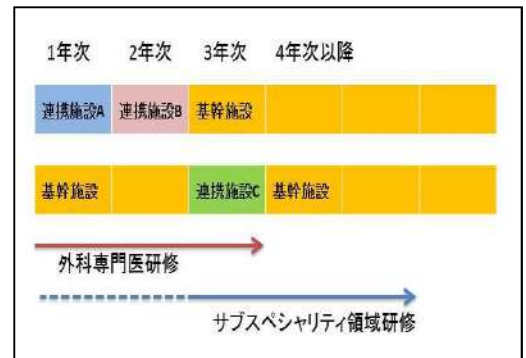 1年次 2年次 3年次 4年次以降
連携施設A 連携施設B 基幹施設
基幹施設 連携施設C 基幹施設
外科専門医研修
サブスペシャリティ領域研修